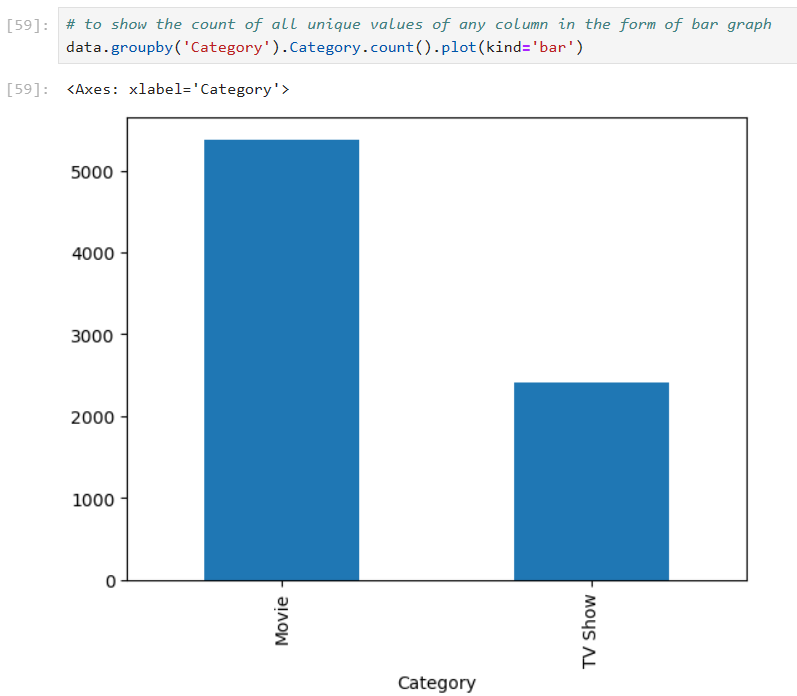 [59]: # to show the count of all unique values of any column in the form of bar graph
data.groupby('Category').Category.count().plot(kind='bar')
[59]: <Axes: xlabel='Category'>
5000
4000
3000
2000
1000
0
Movie
TV Show
Category